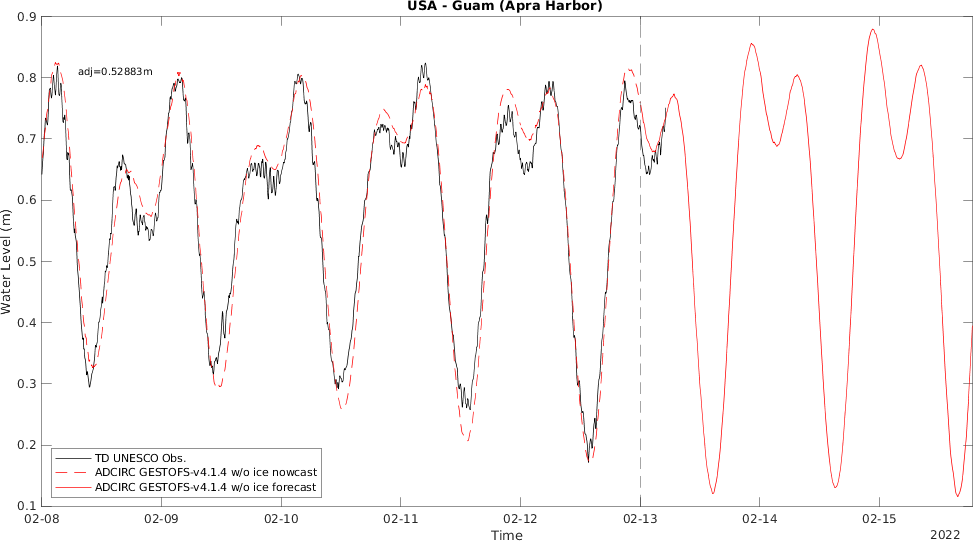 USA - Guam (Apra Harbor)
0.9
0.8
0.7
0.6
0.5
0.4
0.3
0.2
0.1
Water Level (m)
adj=0.52883m
TD UNESCO Obs.
ADCIRC GESTOFS-v4.1.4 w/o ice nowcast
ADCIRC GESTOFS-v4.1.4 w/o ice forecast
02-08 02-09 02-10 02-11 02-12 02-13 02-14 02-15
Time
2022